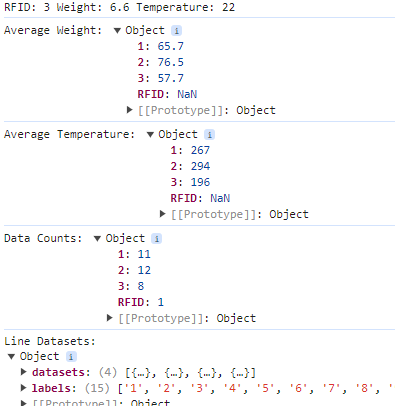 RFID: 3 Weight: 6.6 Temperature: 22
Average Weight: ▼ Object i
1: 65.7
2: 76.5
3: 57.7
RFID: NaN
▶ [[Prototype]]: Object
Average Temperature: ▼ Object i
1: 267
2: 294
3: 196
RFID: NaN
▶ [[Prototype]]: Object
Data Counts: ▼ Object i
1: 11
2: 12
3: 8
RFID: 1
▶ [[Prototype]]: Object
Line Datasets:
▼ Object i
▶ datasets: (4) [{…}, {…}, {…}, {…}]
▶ labels: (15) ['1', '2', '3', '4', '5', '6', '7', '8', '
▶ [[Prototype]]: Object